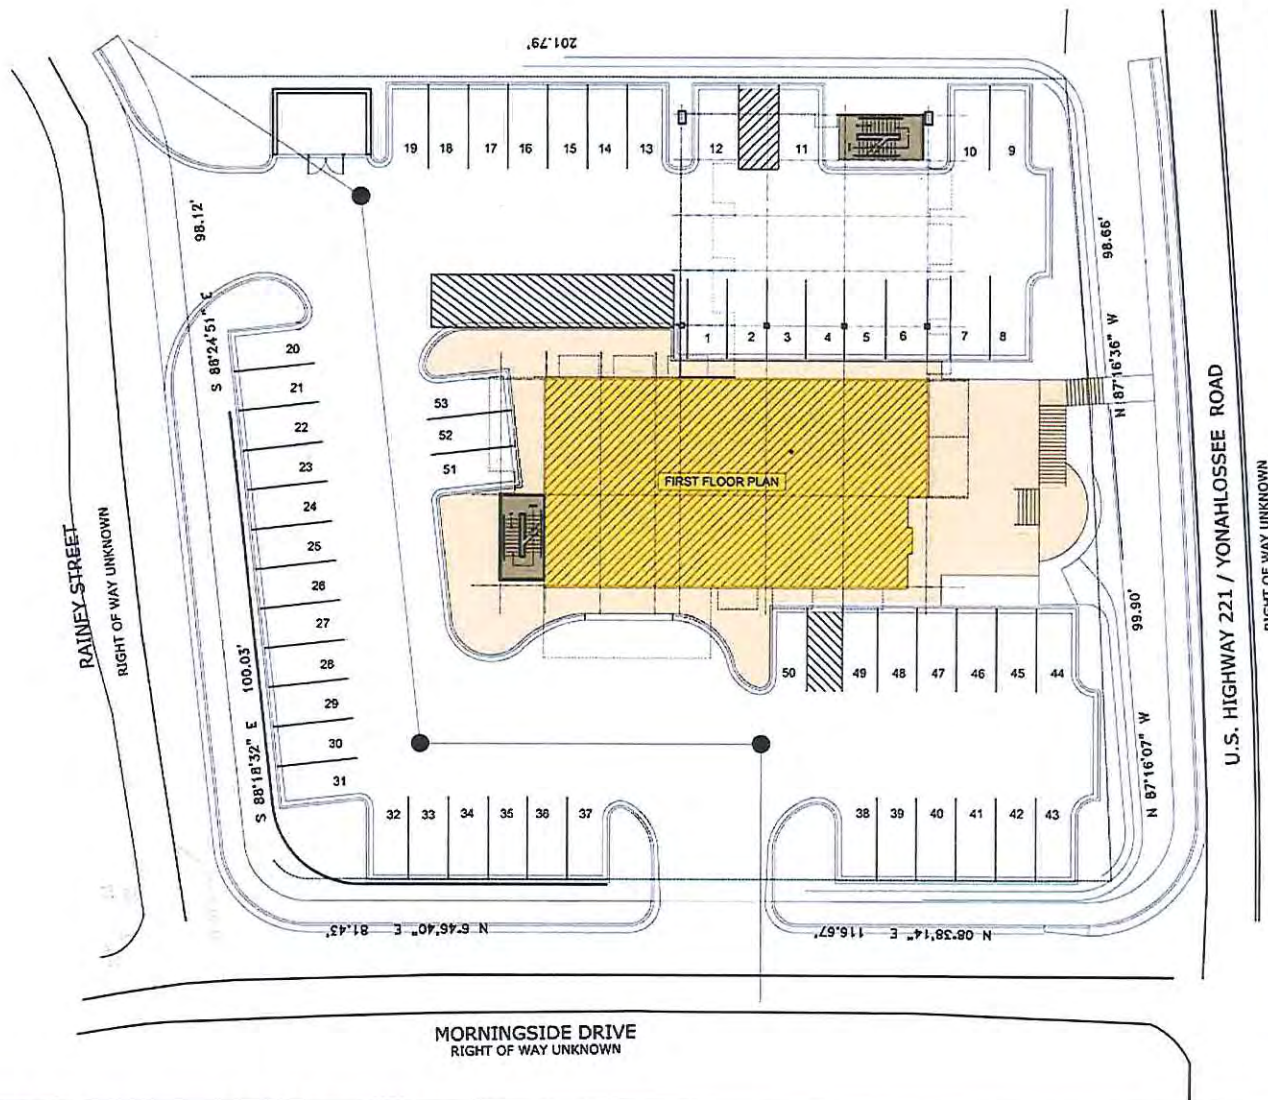 201.79'
19 18 17 16 15 14 13 12 11 10 9
98.12'
98.66'
S 88°24'51" E
N 87°16'36" W
1 2 3 4 5 6 7 8
20
21
22
23
24
25
26
27
28
29
30
31
53
52
51
FIRST FLOOR PLAN
RAINEY STREET
RIGHT OF WAY UNKNOWN
U.S. HIGHWAY 221 / YONAHLOSSEE ROAD
RIGHT OF WAY UNKNOWN
99.90'
N 87°16'07" W
S 88°18'32" E 100.03'
50 49 48 47 46 45 44
32 33 34 35 36 37
38 39 40 41 42 43
N 6°46'40" E 81.43'
N 08°38'14" E 116.67'
MORNINGSIDE DRIVE
RIGHT OF WAY UNKNOWN